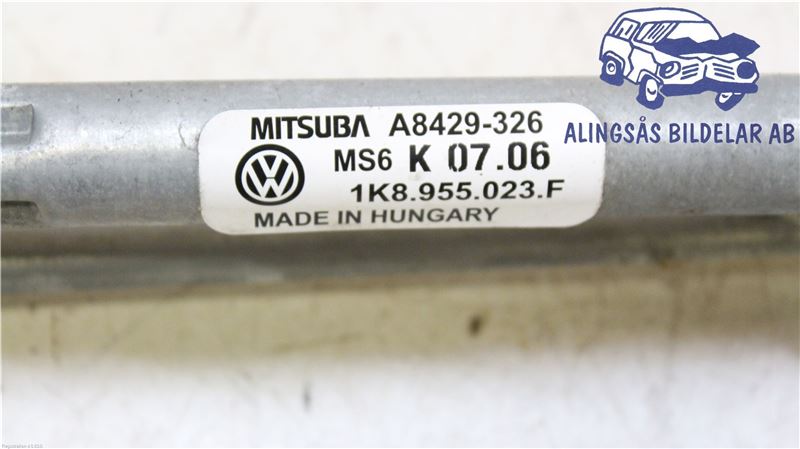 MITSUBA A8429-326
MS6 K 07.06
1K8.955.023.F
MADE IN HUNGARY
ALINGSÅS BILDELAR AB